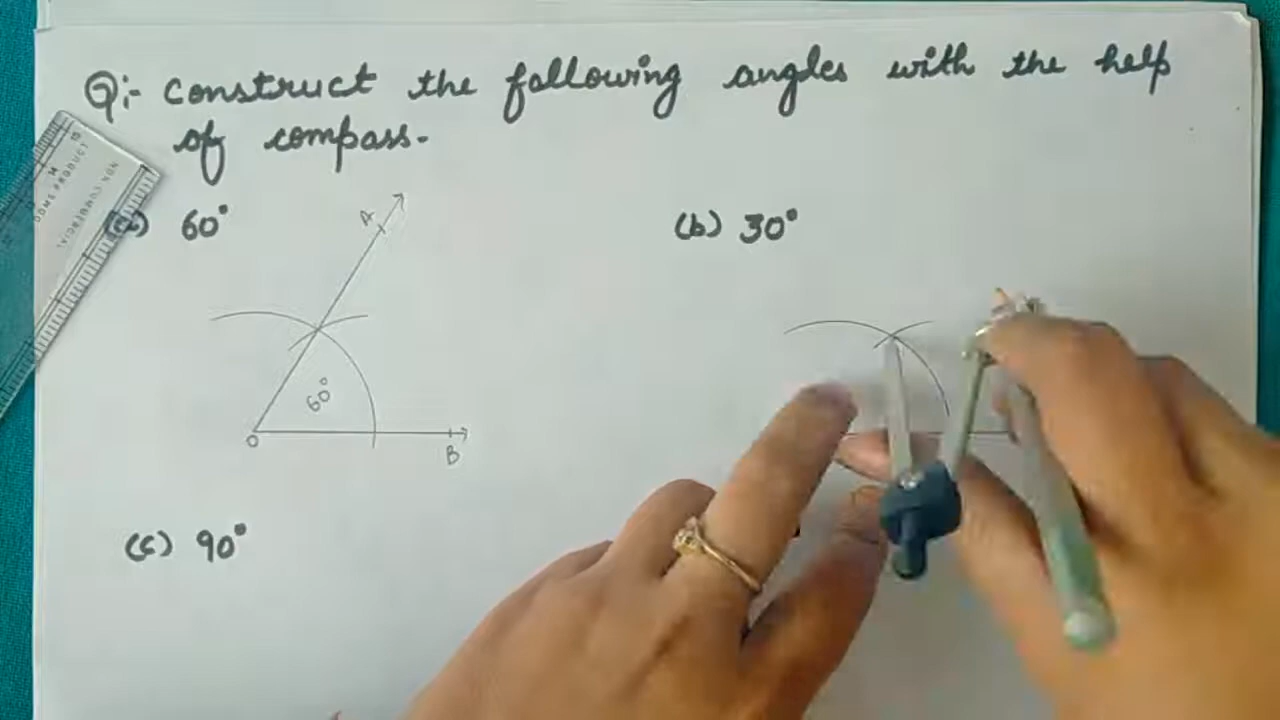 Q:- Construct the following angles with the help
of compass.
(a) 60°
(b) 30°
A
60°
O
B
(c) 90°